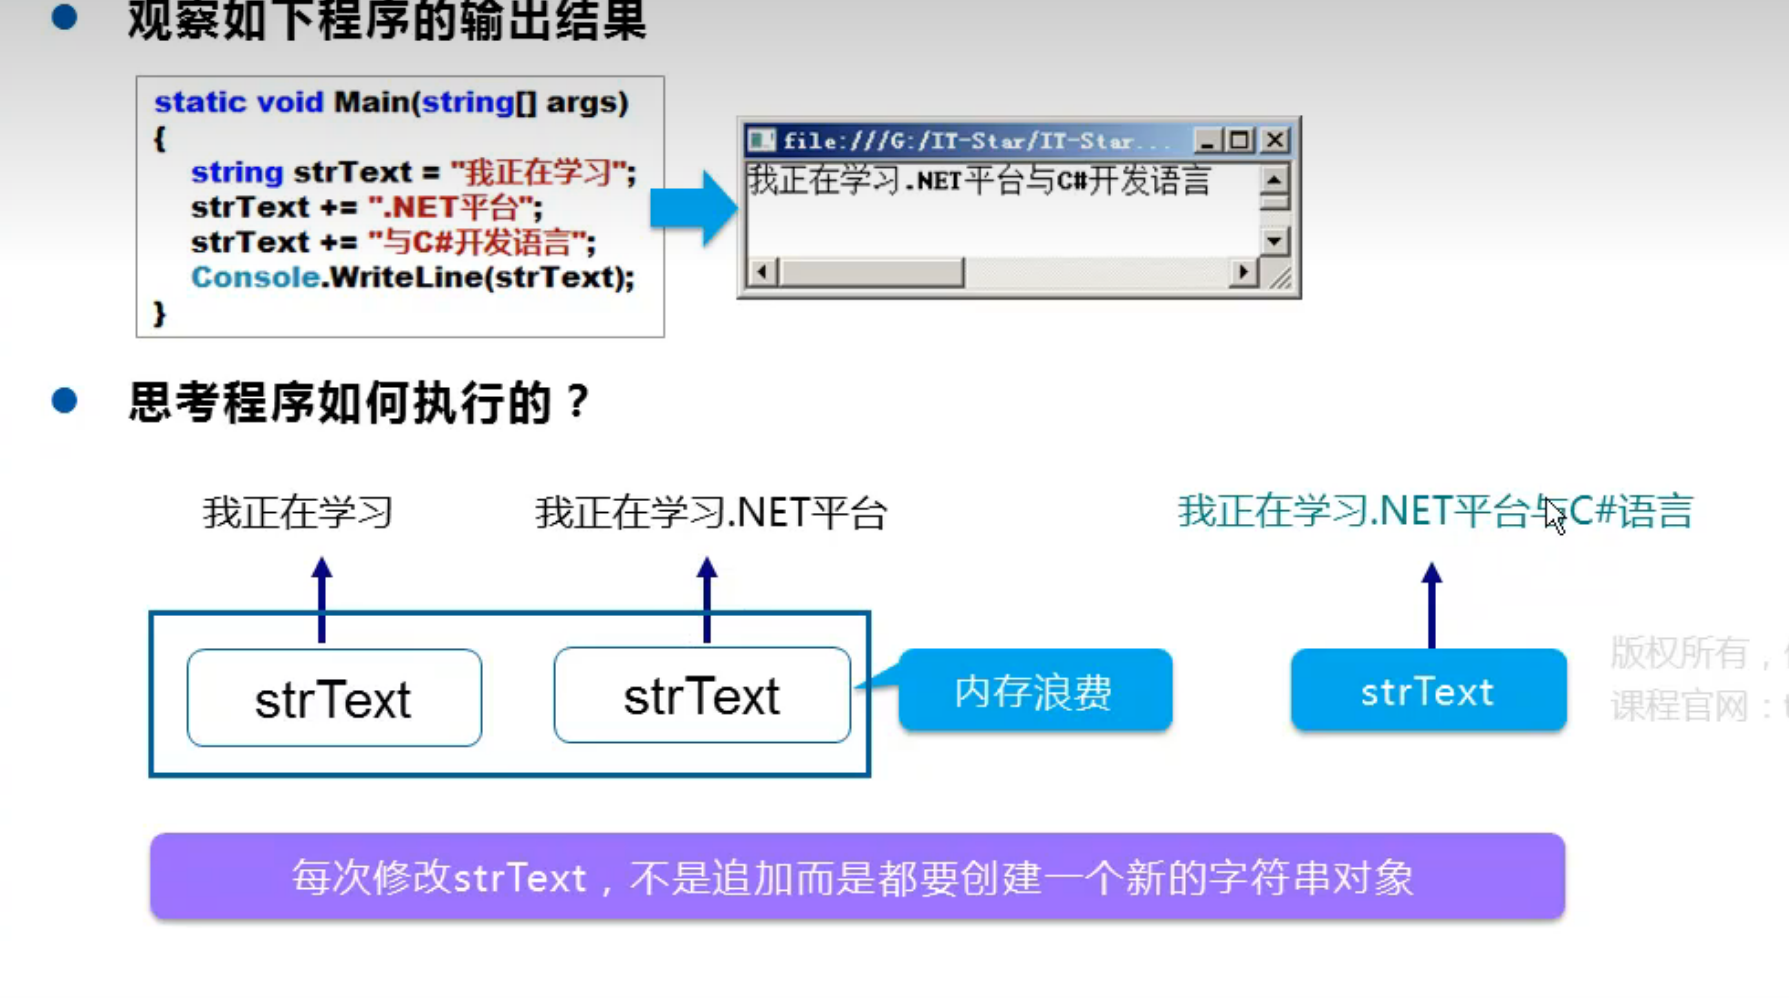 观察如下程序的输出结果
static void Main(string[] args)
{
string strText = "我正在学习";
strText += ".NET平台";
strText += "与C#开发语言";
Console.WriteLine(strText);
}
file:///G:/IT-Star/IT-Star...
我正在学习.NET平台与C#开发语言
思考程序如何执行的？
我正在学习
我正在学习.NET平台
我正在学习.NET平台与C#语言
strText
strText
内存浪费
strText
版权所有，
课程官网：
每次修改strText，不是追加而是都要创建一个新的字符串对象